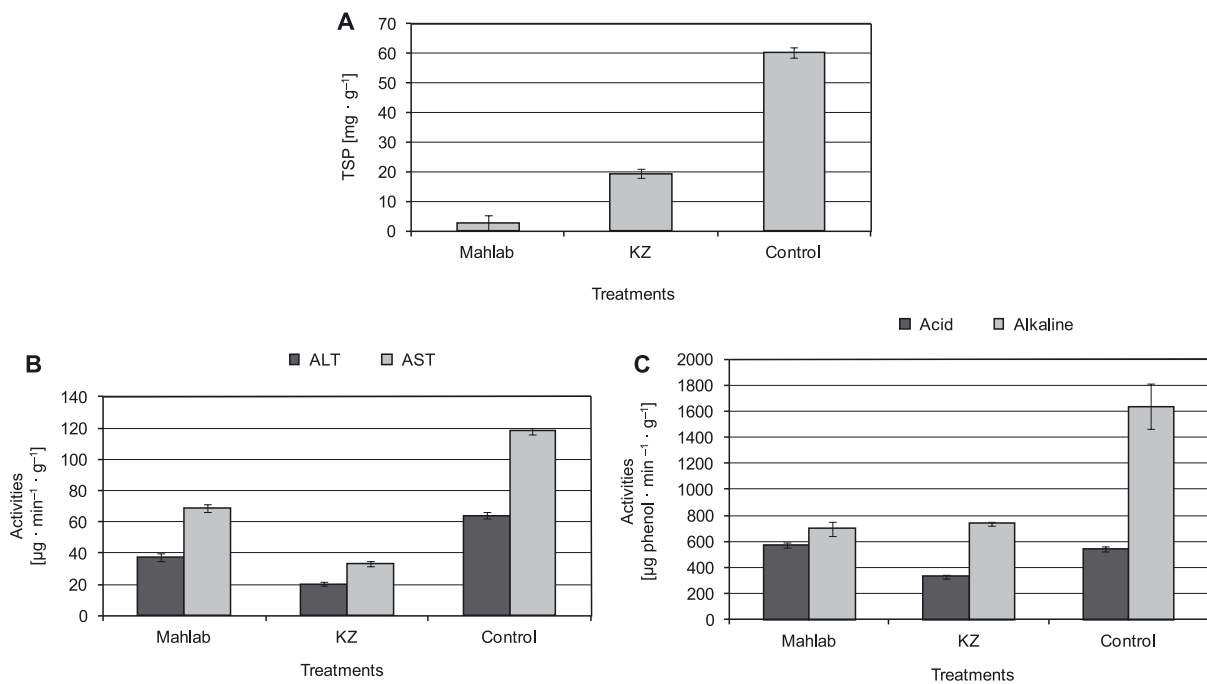 A
TSP [mg · g⁻¹]
70
60
50
40
30
20
10
0
Mahlab KZ Control
Treatments
B
ALT AST
Activities
[µg · min⁻¹ · g⁻¹]
140
120
100
80
60
40
20
0
Mahlab KZ Control
Treatments
Acid Alkaline
C
Activities
[µg phenol · min⁻¹ · g⁻¹]
2000
1800
1600
1400
1200
1000
800
600
400
200
0
Mahlab KZ Control
Treatments